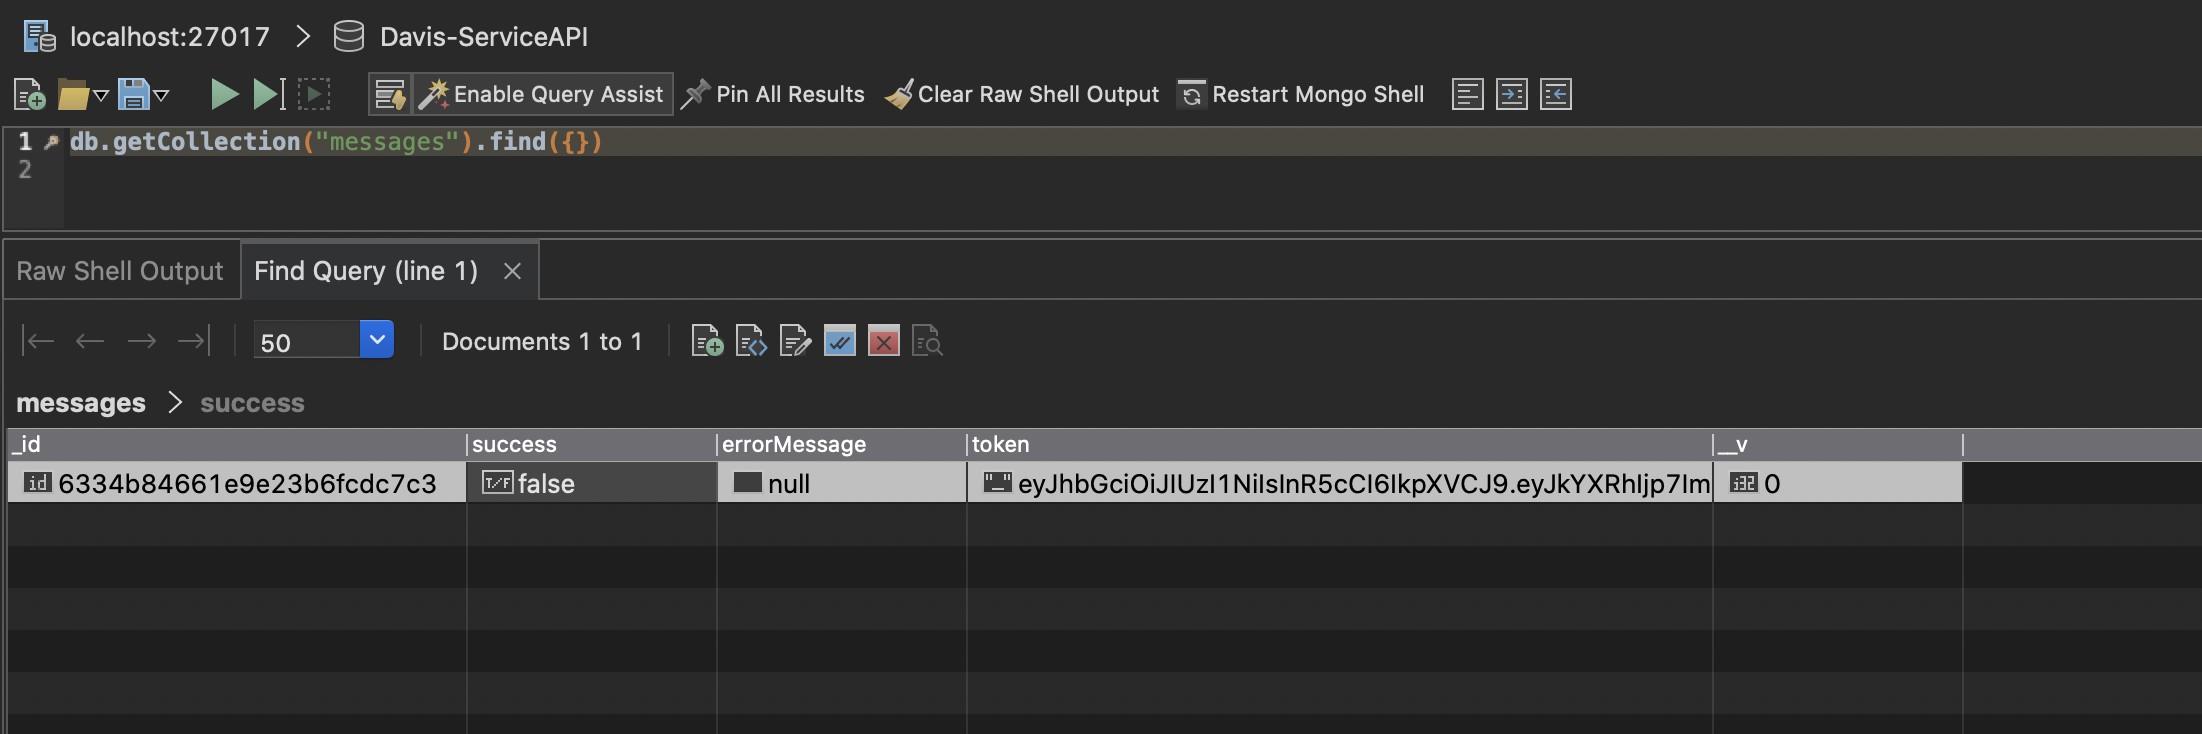 localhost:27017 > Davis-ServiceAPI
Enable Query Assist Pin All Results Clear Raw Shell Output Restart Mongo Shell
1 db.getCollection("messages").find({})
2
Raw Shell Output Find Query (line 1) ×
50 Documents 1 to 1
messages > success
_id success errorMessage token __v
id 6334b84661e9e23b6fcdc7c3 T/F false null "_" eyJhbGciOiJIUzI1NiIsInR5cCI6IkpXVCJ9.eyJkYXRhIjp7Im i32 0